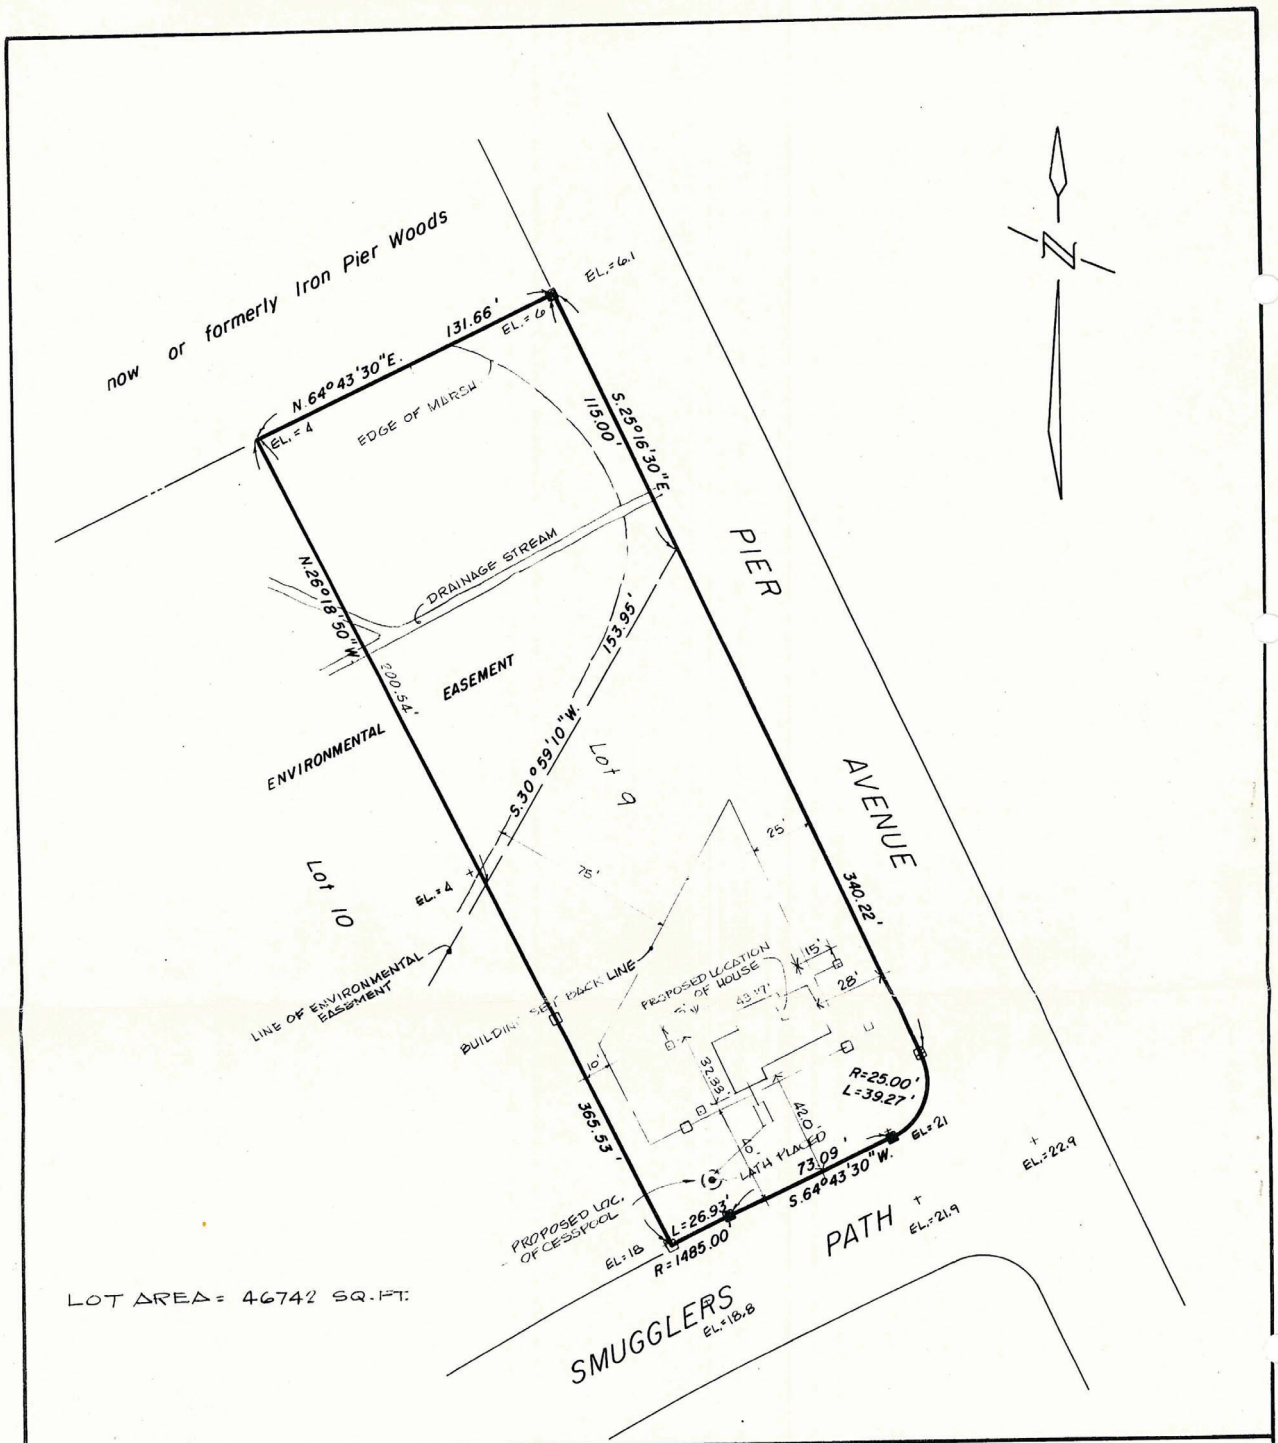 now or formerly Iron Pier Woods
N
EL.=6.1
131.66'
EL.=6
N.64°43'30"E.
EL.=4
EDGE OF MARSH
S.25°16'30"E
115.00'
DRAINAGE STREAM
PIER
N.26°18'50"W.
200.54'
153.95'
EASEMENT
ENVIRONMENTAL
S.30°59'10"W.
Lot 9
AVENUE
25'
75'
Lot 10
EL.=4
340.22'
LINE OF ENVIRONMENTAL
EASEMENT
BUILDING SET BACK LINE
PROPOSED LOCATION
OF HOUSE
15'
43.17'
28'
10'
32.33'
R=25.00'
L=39.27'
365.53'
42.0'
40'
LATH PLACED
73.09'
EL=21
S.64°43'30"W.
EL.=22.9
PROPOSED LOC.
OF CESSPOOL
L=26.93'
R=1485.00'
EL=18
PATH
EL.=21.9
LOT AREA= 46742 SQ.FT.
SMUGGLERS
EL.=18.8